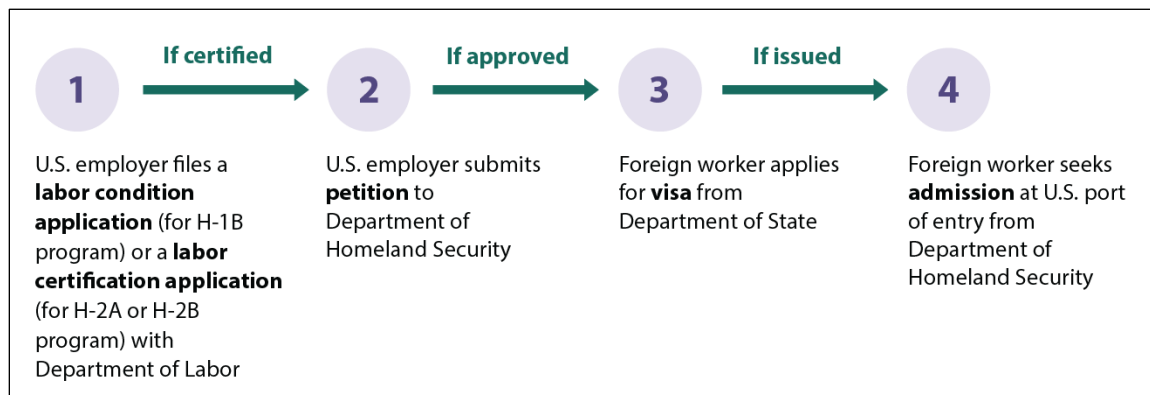 If certified
If approved
If issued
1
2
3
4
U.S. employer files a
labor condition
application (for H-1B
program) or a labor
certification application
(for H-2A or H-2B
program) with
Department of Labor
U.S. employer submits
petition to
Department of
Homeland Security
Foreign worker applies
for visa from
Department of State
Foreign worker seeks
admission at U.S. port
of entry from
Department of
Homeland Security